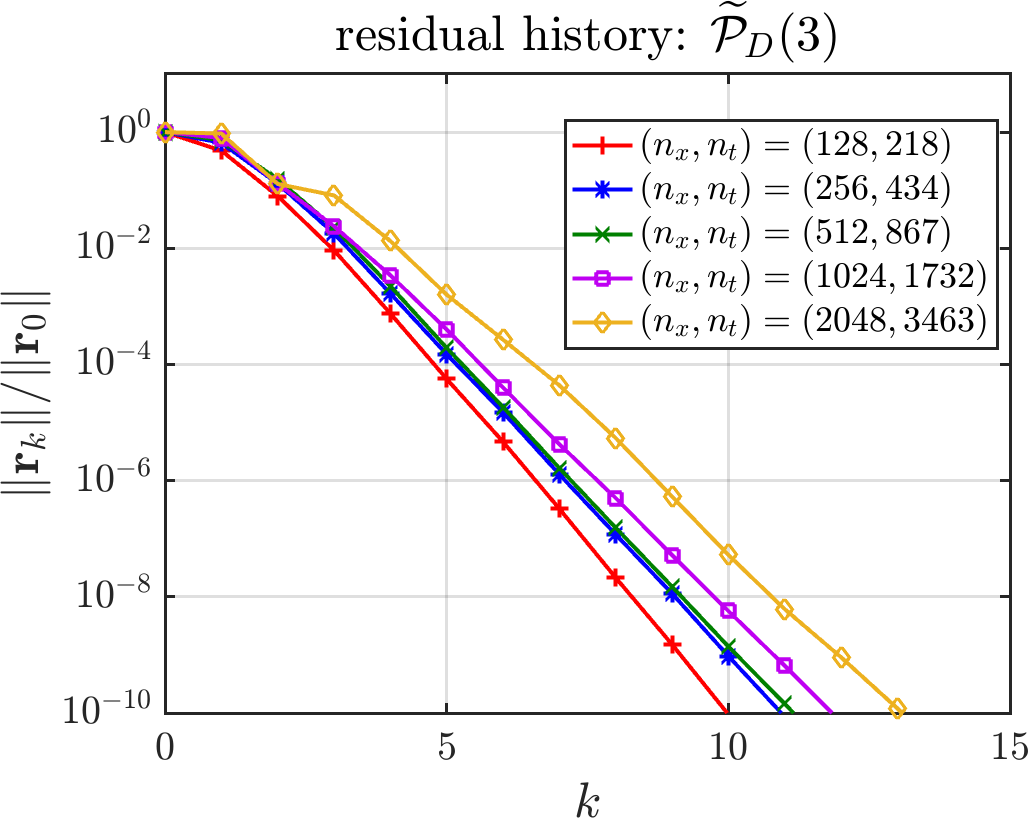 residual history: $\widetilde{\mathcal{P}}_D(3)$
$10^0$
$10^{-2}$
$10^{-4}$
$10^{-6}$
$10^{-8}$
$10^{-10}$
$||\mathbf{r}_k||/||\mathbf{r}_0||$
$(n_x, n_t) = (128, 218)$
$(n_x, n_t) = (256, 434)$
$(n_x, n_t) = (512, 867)$
$(n_x, n_t) = (1024, 1732)$
$(n_x, n_t) = (2048, 3463)$
0 5 10 15
$k$